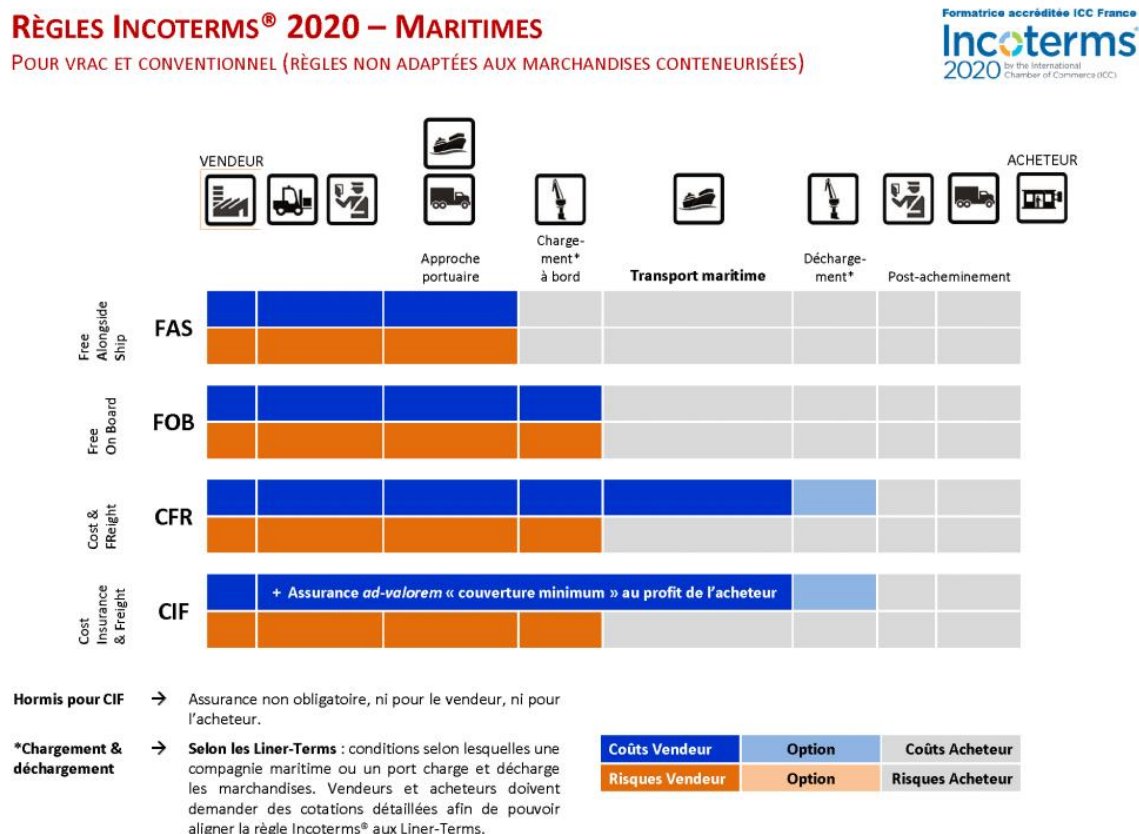 RÈGLES INCOTERMS® 2020 – MARITIMES
POUR VRAC ET CONVENTIONNEL (RÈGLES NON ADAPTÉES AUX MARCHANDISES CONTENEURISÉES)
Formatrice accréditée ICC France
Incoterms®
2020 by the International
Chamber of Commerce (ICC)
VENDEUR
ACHETEUR
Approche
portuaire
Charge-
ment*
à bord
Transport maritime
Décharge-
ment*
Post-acheminement
Free
Alongside
Ship
FAS
Free
On Board
FOB
Cost &
FReight
CFR
Cost
Insurance
& Freight
CIF
+ Assurance ad-valorem « couverture minimum » au profit de l’acheteur
Hormis pour CIF → Assurance non obligatoire, ni pour le vendeur, ni pour
l’acheteur.
*Chargement &
déchargement
→ Selon les Liner-Terms : conditions selon lesquelles une
compagnie maritime ou un port charge et décharge
les marchandises. Vendeurs et acheteurs doivent
demander des cotations détaillées afin de pouvoir
aligner la règle Incoterms® aux Liner-Terms.
Coûts Vendeur Option Coûts Acheteur
Risques Vendeur Option Risques Acheteur